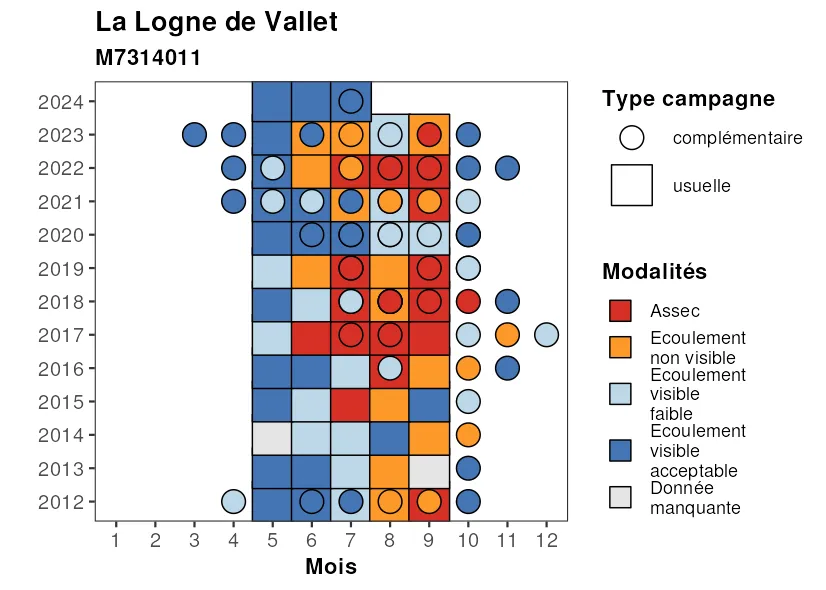 La Logne de Vallet
M7314011
2024
2023
2022
2021
2020
2019
2018
2017
2016
2015
2014
2013
2012
1 2 3 4 5 6 7 8 9 10 11 12
Mois
Type campagne
complémentaire
usuelle
Modalités
Assec
Ecoulement
non visible
Ecoulement
visible
faible
Ecoulement
visible
acceptable
Donnée
manquante